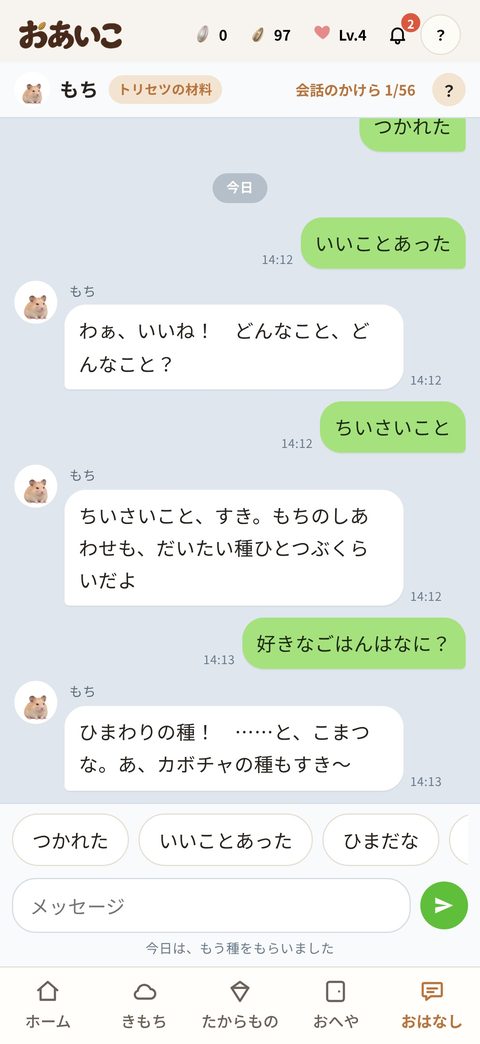 おあいこ
0
97
Lv.4
2
?
もち
トリセツの材料
会話のかけら 1/56
?
つかれた
今日
いいことあった
14:12
もち
わぁ、いいね！　どんなこと、ど
んなこと？
14:12
ちいさいこと
14:12
もち
ちいさいこと、すき。もちのしあ
わせも、だいたい種ひとつぶくら
いだよ
14:12
好きなごはんはなに？
14:13
もち
ひまわりの種！　……と、こまつ
な。あ、カボチャの種もすき〜
14:13
つかれた
いいことあった
ひまだな
メッセージ
今日は、もう種をもらいました
ホーム
きもち
たからもの
おへや
おはなし